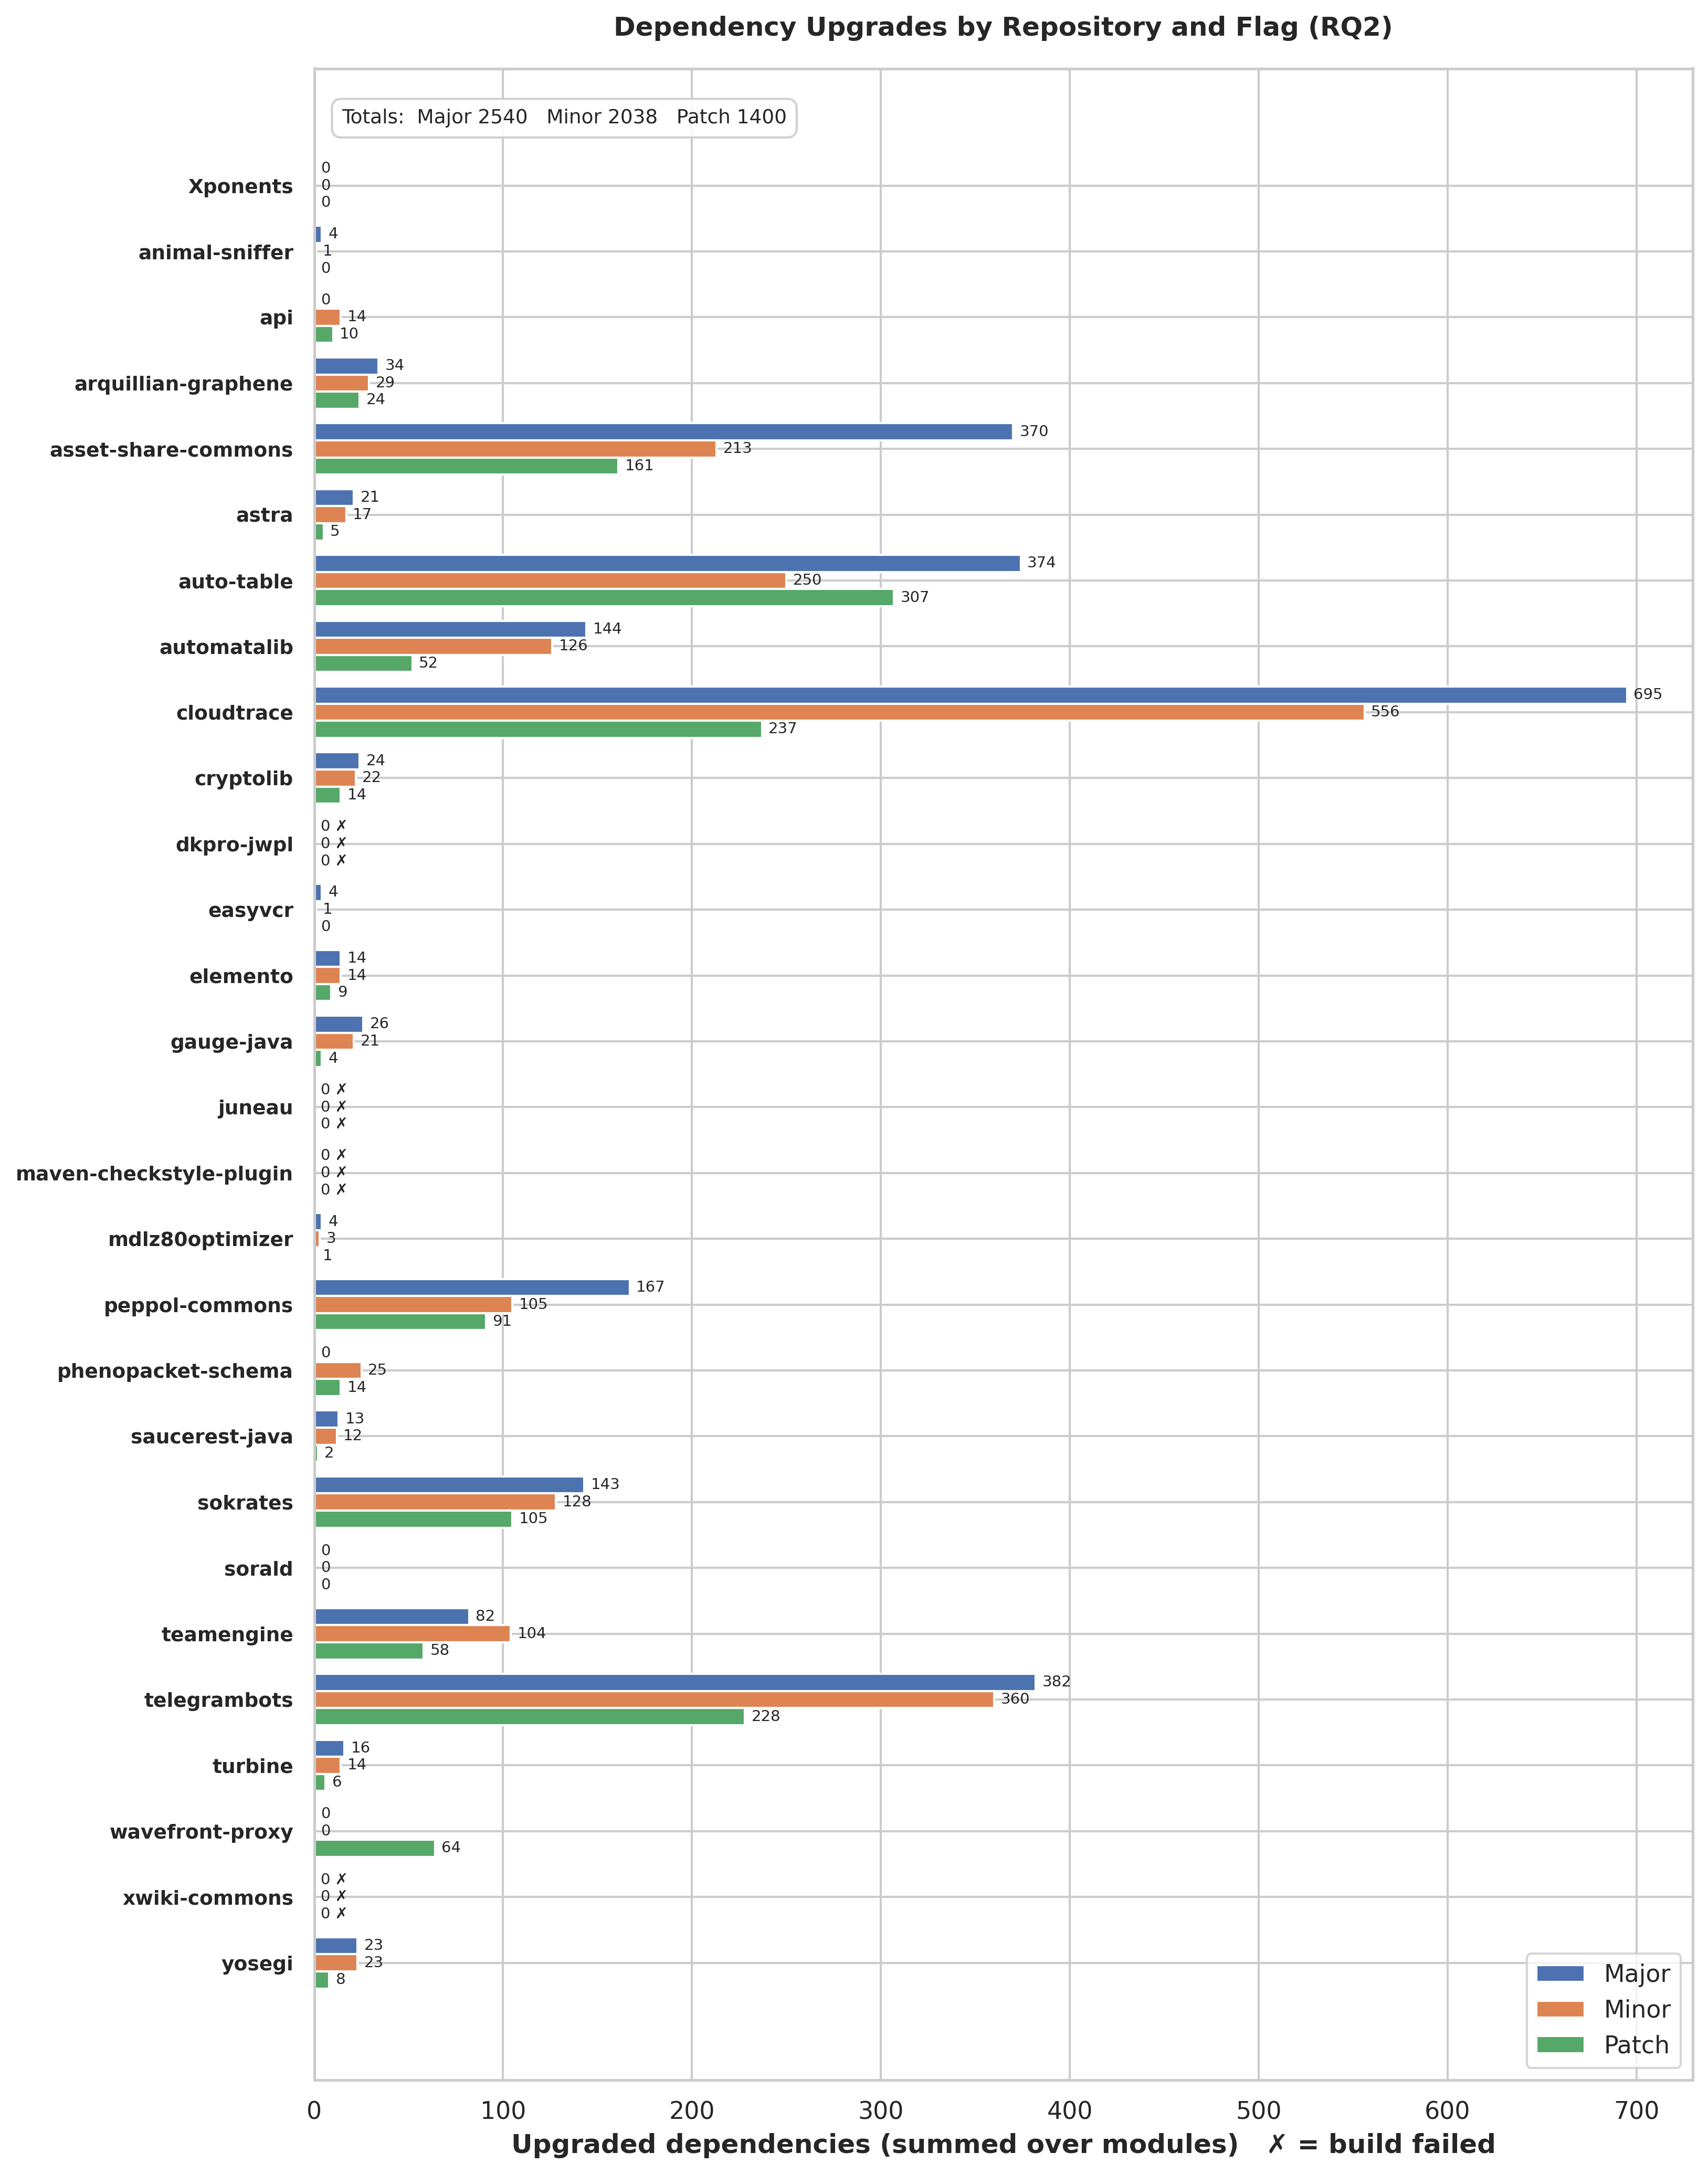 Dependency Upgrades by Repository and Flag (RQ2)
Totals:  Major 2540   Minor 2038   Patch 1400
Xponents
0
0
0
animal-sniffer
4
1
0
api
0
14
10
arquillian-graphene
34
29
24
asset-share-commons
370
213
161
astra
21
17
5
auto-table
374
250
307
automatalib
144
126
52
cloudtrace
695
556
237
cryptolib
24
22
14
dkpro-jwpl
0 ✗
0 ✗
0 ✗
easyvcr
4
1
0
elemento
14
14
9
gauge-java
26
21
4
juneau
0 ✗
0 ✗
0 ✗
maven-checkstyle-plugin
0 ✗
0 ✗
0 ✗
mdlz80optimizer
4
3
1
peppol-commons
167
105
91
phenopacket-schema
0
25
14
saucerest-java
13
12
2
sokrates
143
128
105
sorald
0
0
0
teamengine
82
104
58
telegrambots
382
360
228
turbine
16
14
6
wavefront-proxy
0
0
64
xwiki-commons
0 ✗
0 ✗
0 ✗
yosegi
23
23
8
Major
Minor
Patch
0 100 200 300 400 500 600 700
Upgraded dependencies (summed over modules)   ✗ = build failed